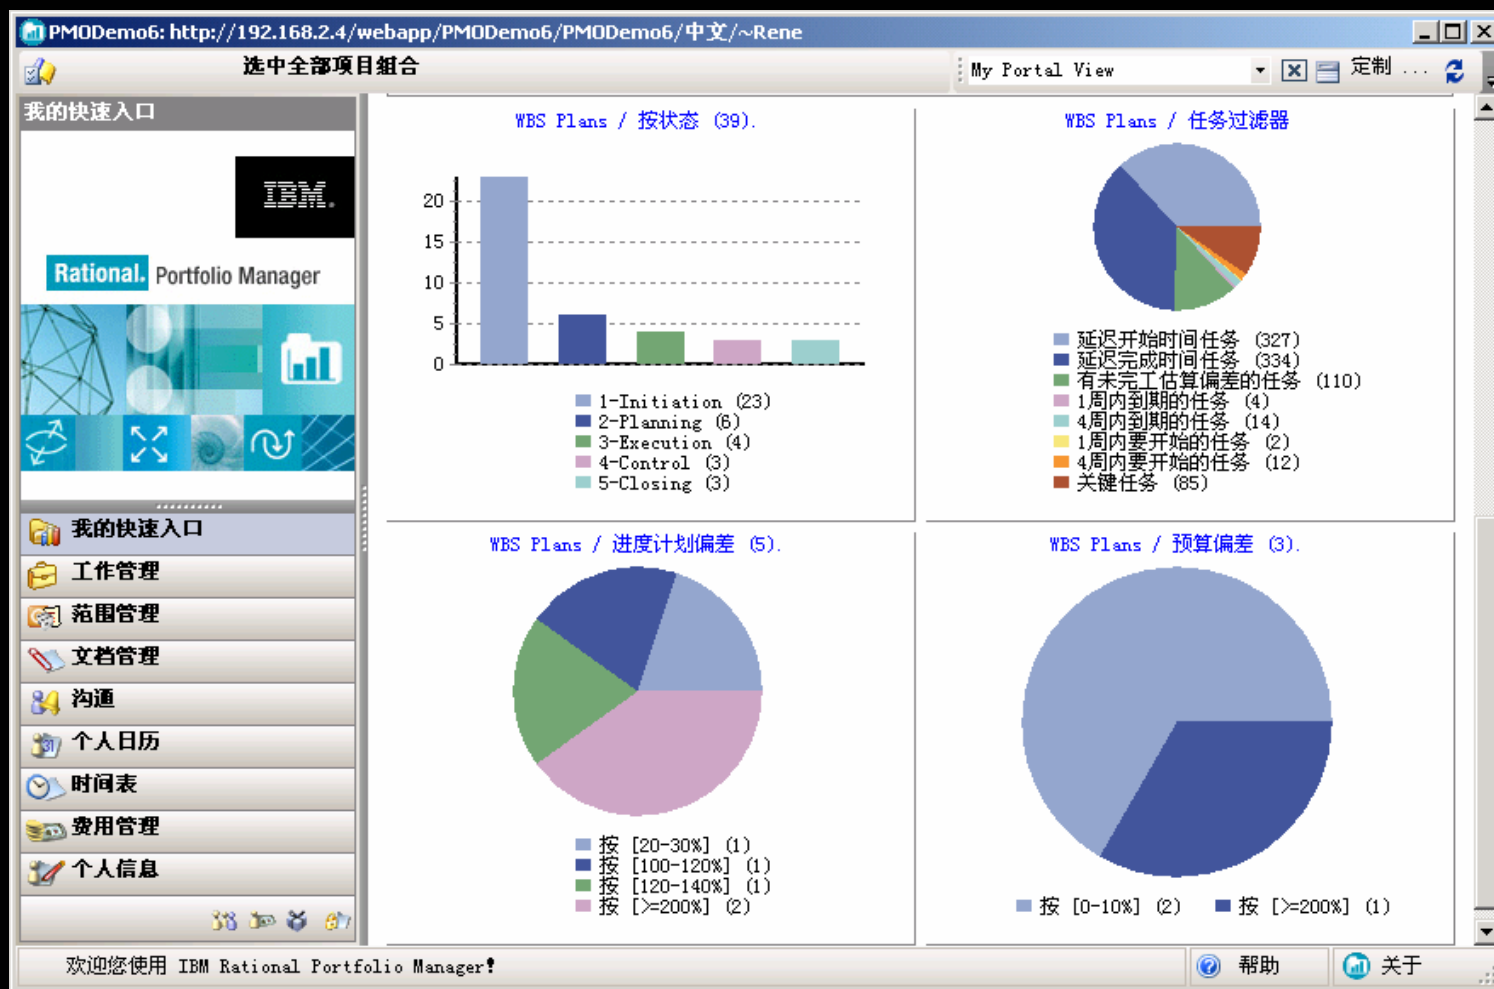 PMODemo6: http://192.168.2.4/webapp/PMODemo6/PMODemo6/中文/~Rene
选中全部项目组合
My Portal View
定制 ...
我的快速入口
IBM.
Rational. Portfolio Manager
我的快速入口
工作管理
范围管理
文档管理
沟通
31 个人日历
时间表
费用管理
个人信息
WBS Plans / 按状态 (39).
20
15
10
5
0
1-Initiation (23)
2-Planning (6)
3-Execution (4)
4-Control (3)
5-Closing (3)
WBS Plans / 任务过滤器
延迟开始时间任务 (327)
延迟完成时间任务 (334)
有未完工估算偏差的任务 (110)
1周内到期的任务 (4)
4周内到期的任务 (14)
1周内要开始的任务 (2)
4周内要开始的任务 (12)
关键任务 (85)
WBS Plans / 进度计划偏差 (5).
按 [20-30%] (1)
按 [100-120%] (1)
按 [120-140%] (1)
按 [>=200%] (2)
WBS Plans / 预算偏差 (3).
按 [0-10%] (2) 按 [>=200%] (1)
欢迎您使用 IBM Rational Portfolio Manager!
帮助
关于